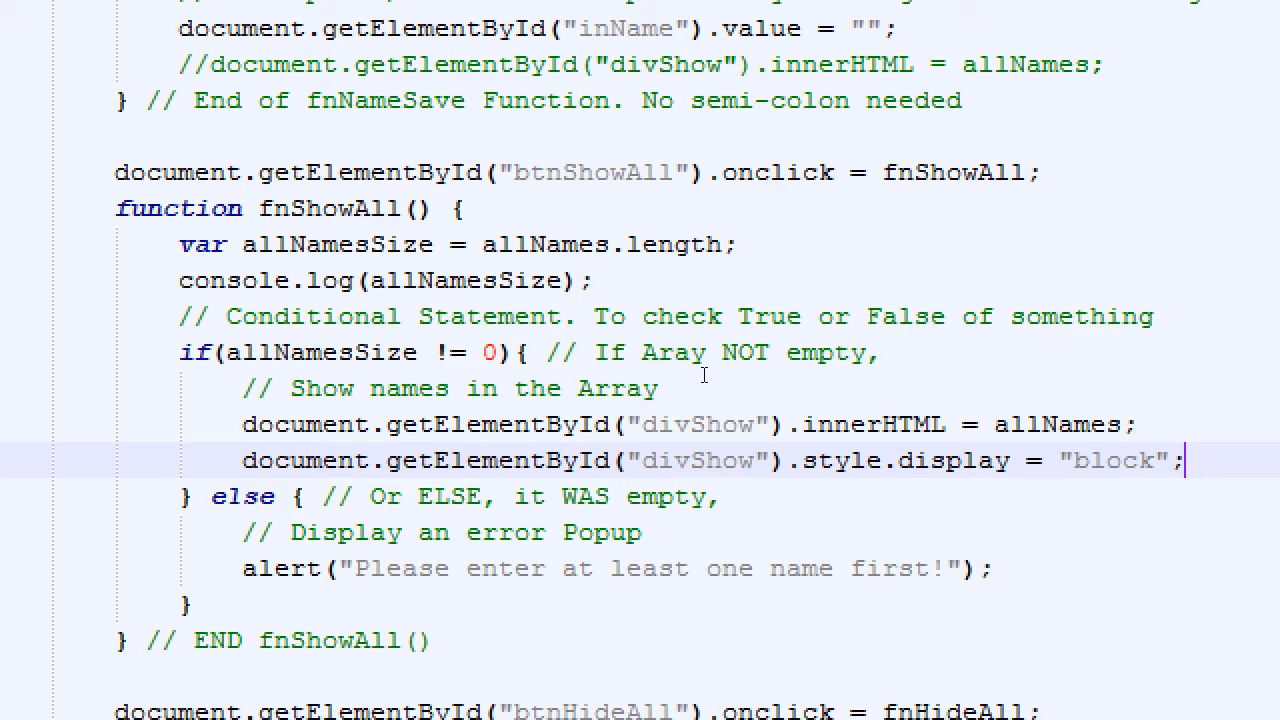 document.getElementById("inName").value = "";
//document.getElementById("divShow").innerHTML = allNames;
} // End of fnNameSave Function. No semi-colon needed
document.getElementById("btnShowAll").onclick = fnShowAll;
function fnShowAll() {
var allNamesSize = allNames.length;
console.log(allNamesSize);
// Conditional Statement. To check True or False of something
if(allNamesSize != 0){ // If Aray NOT empty,
// Show names in the Array
document.getElementById("divShow").innerHTML = allNames;
document.getElementById("divShow").style.display = "block";
} else { // Or ELSE, it WAS empty,
// Display an error Popup
alert("Please enter at least one name first!");
}
} // END fnShowAll()
document.getElementById("btnHideAll").onclick = fnHideAll;